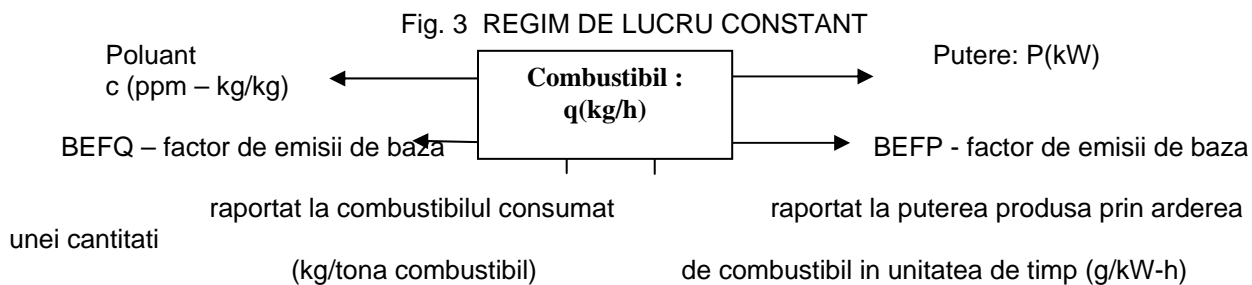 Fig. 3 REGIM DE LUCRU CONSTANT
Poluant
c (ppm – kg/kg)
Combustibil :
q(kg/h)
Putere: P(kW)
BEFQ – factor de emisii de baza
BEFP - factor de emisii de baza
raportat la combustibilul consumat raportat la puterea produsa prin arderea
unei cantitati
(kg/tona combustibil) de combustibil in unitatea de timp (g/kW-h)